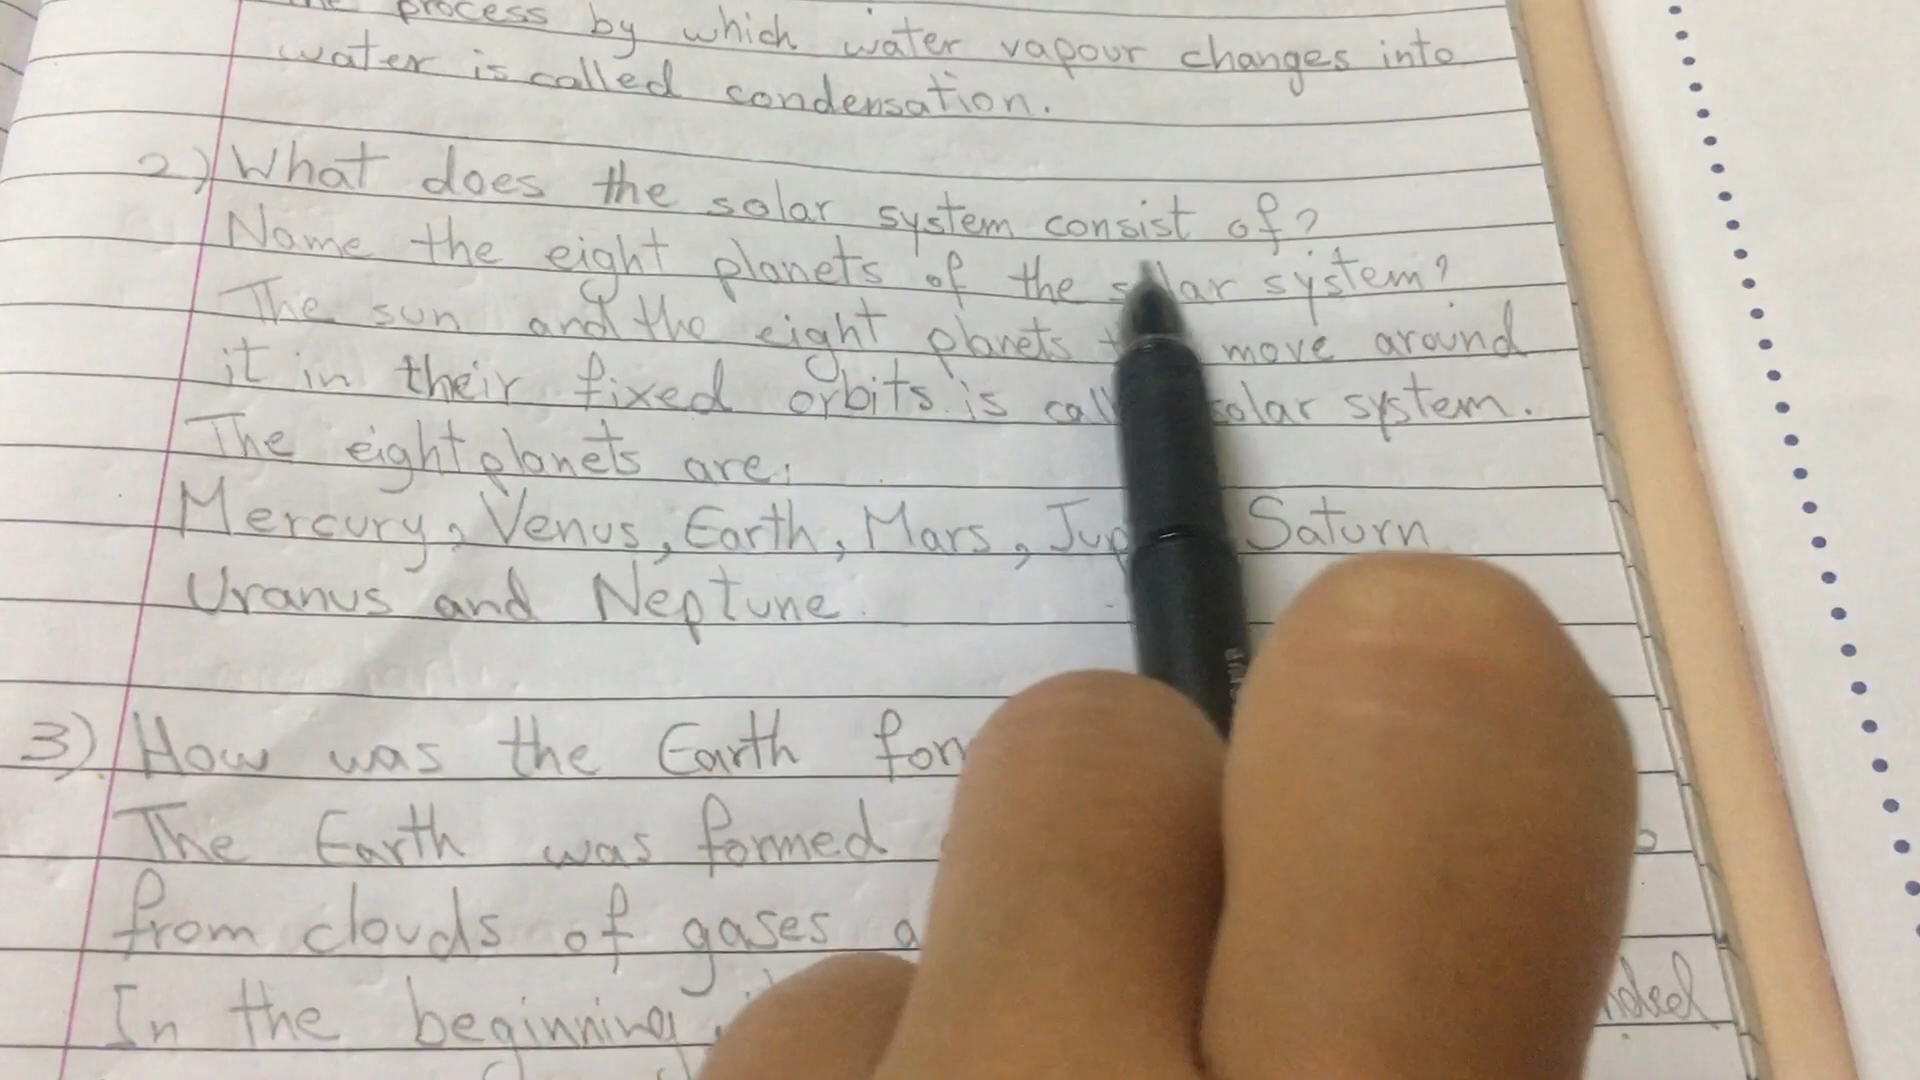 the process by which water vapour changes into
water is called condensation.
2) What does the solar system consist of?
Name the eight planets of the solar system?
The sun and the eight planets move around
it in their fixed orbits is solar system.
The eight planets are:
Mercury, Venus, Earth, Mars, Saturn
Uranus and Neptune.
3) How was the Earth
The Earth was formed
from clouds of gases
In the beginning